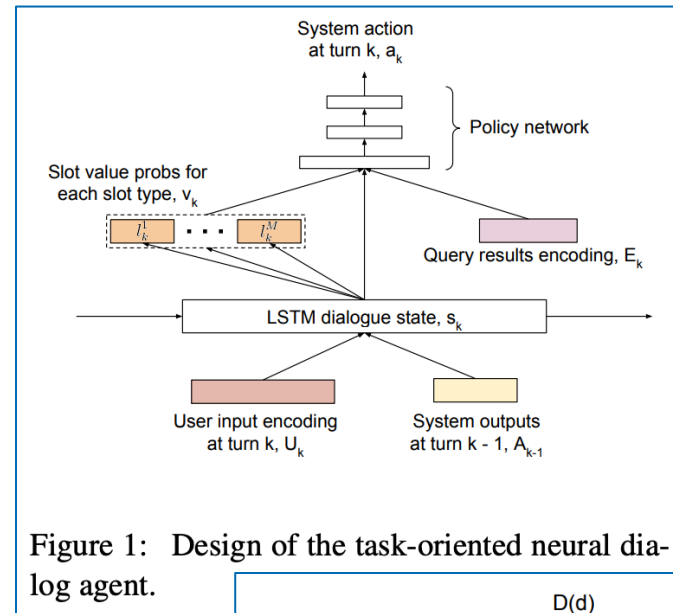 System action
at turn k, a_k
Policy network
Slot value probs for
each slot type, v_k
l_k^1 ... l_k^M
Query results encoding, E_k
LSTM dialogue state, s_k
User input encoding
at turn k, U_k
System outputs
at turn k - 1, A_{k-1}
Figure 1: Design of the task-oriented neural dia-
log agent.
D(d)